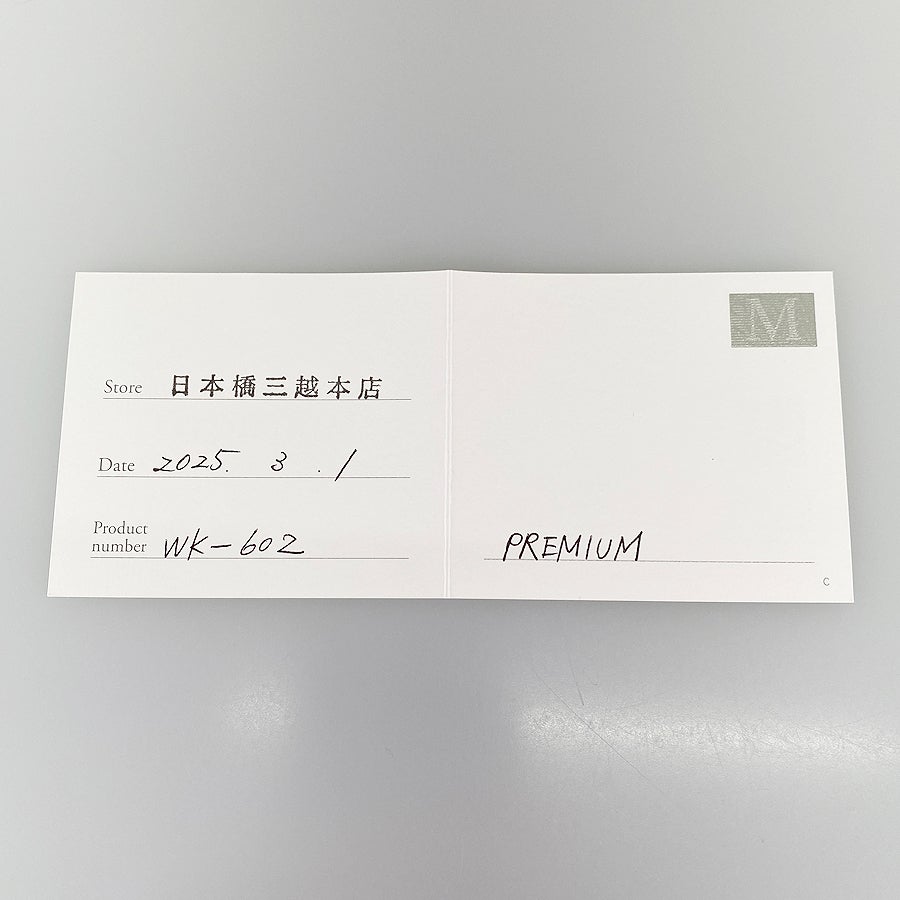 M
Store 日本橋三越本店
Date 2025. 3 . 1
Product
number WK-602
PREMIUM
C